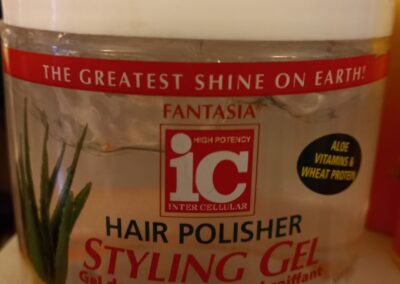 THE GREATEST SHINE ON EARTH!
FANTASIA
HIGH POTENCY
ic
INTER CELLULAR
ALOE
VITAMINS &
WHEAT PROTEIN
HAIR POLISHER
STYLING GEL
Gel